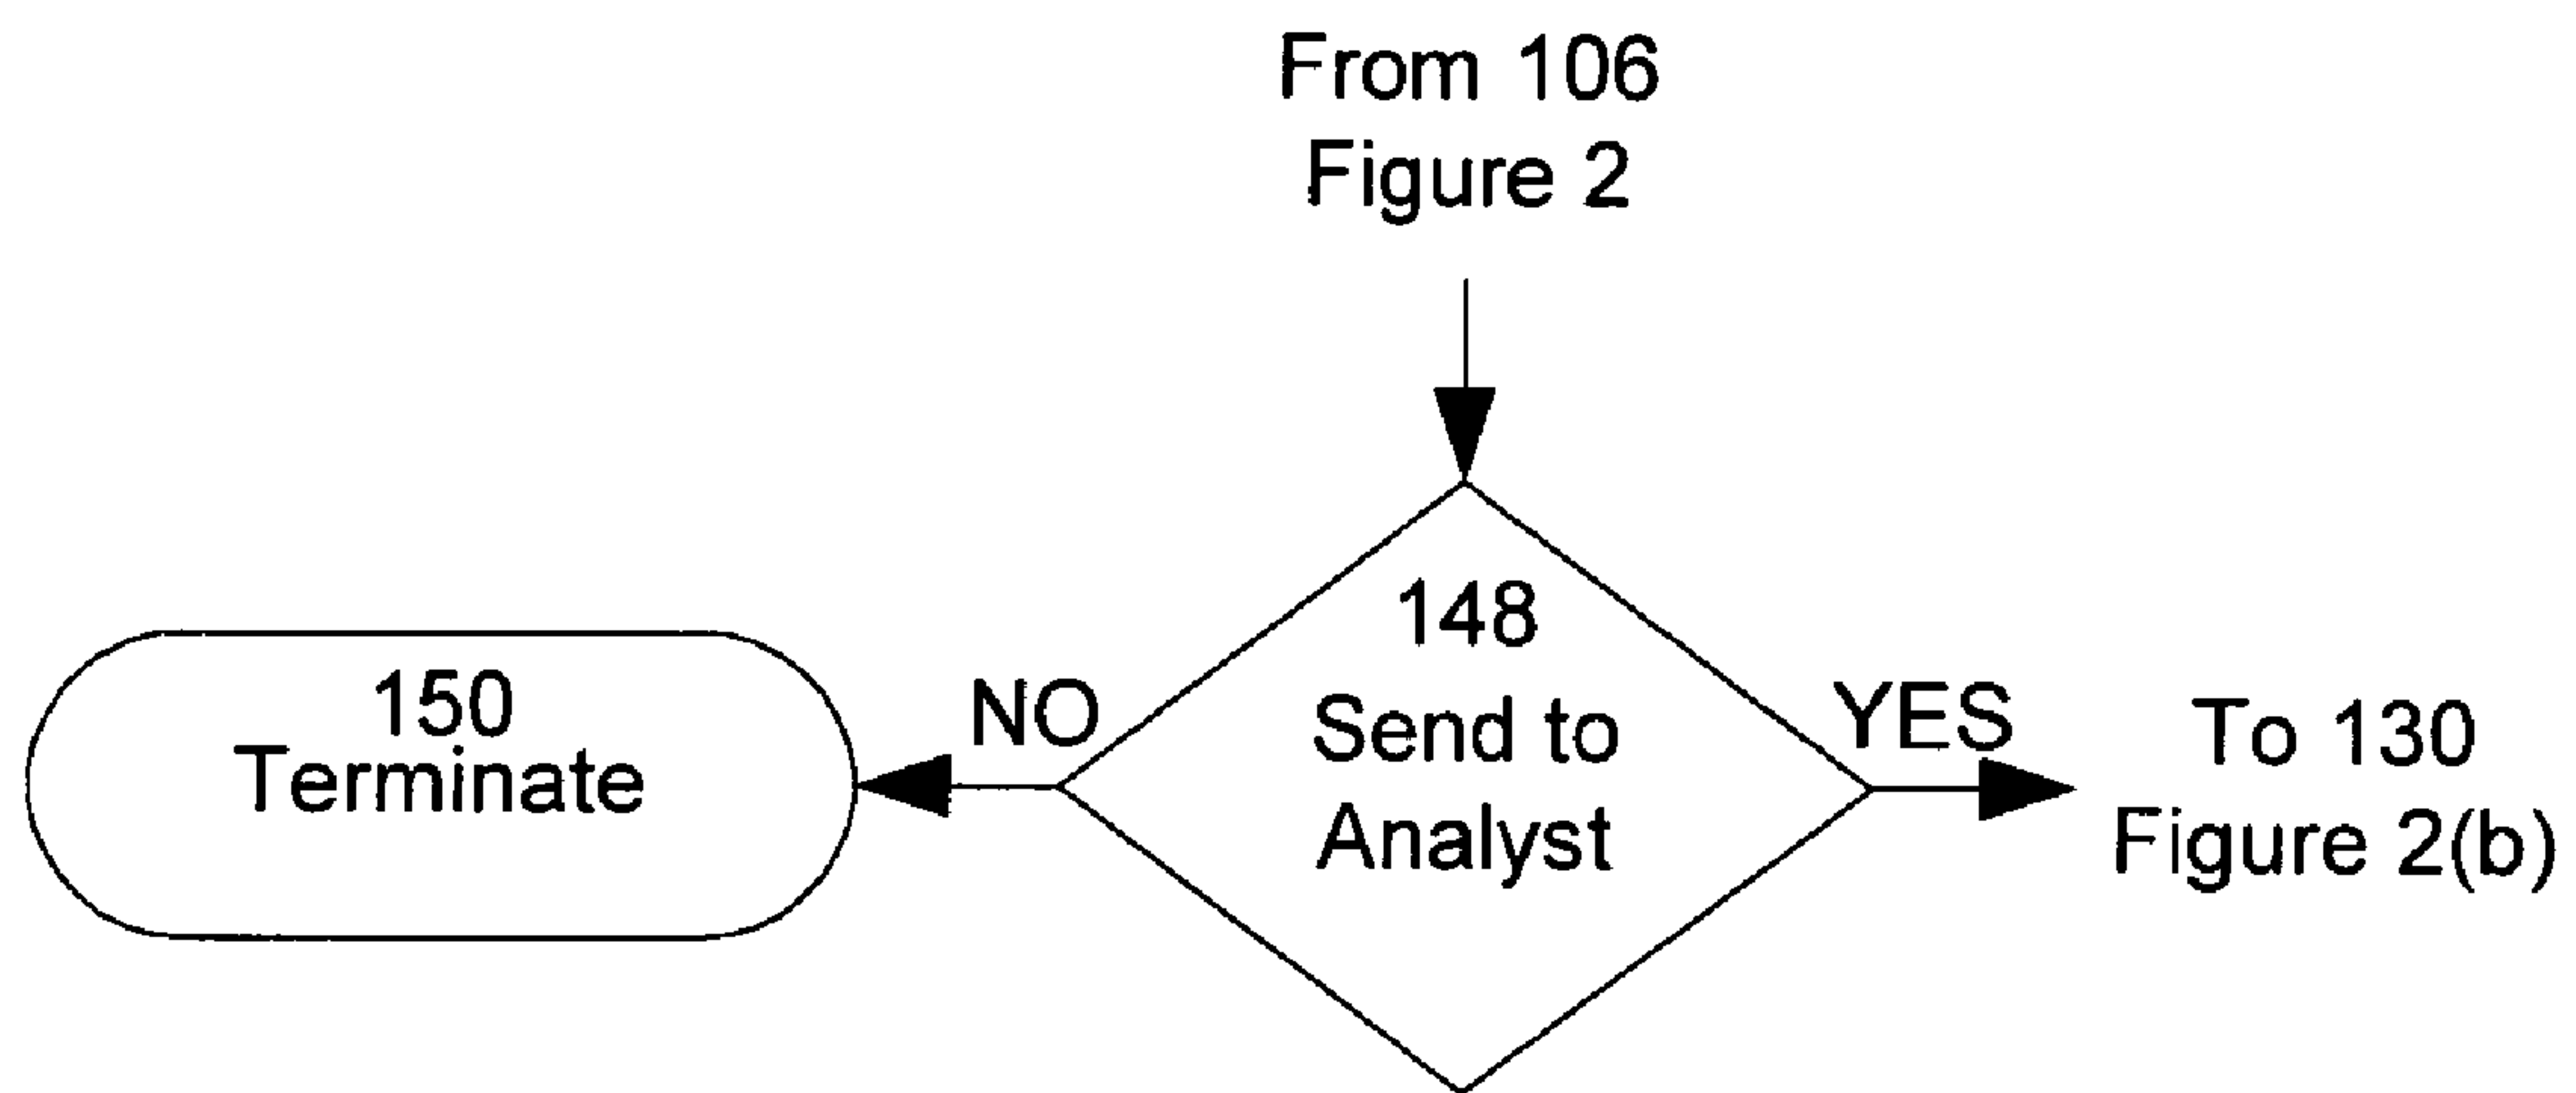 From 106
Figure 2
148
Send to
Analyst
150
Terminate
NO
YES
To 130
Figure 2(b)